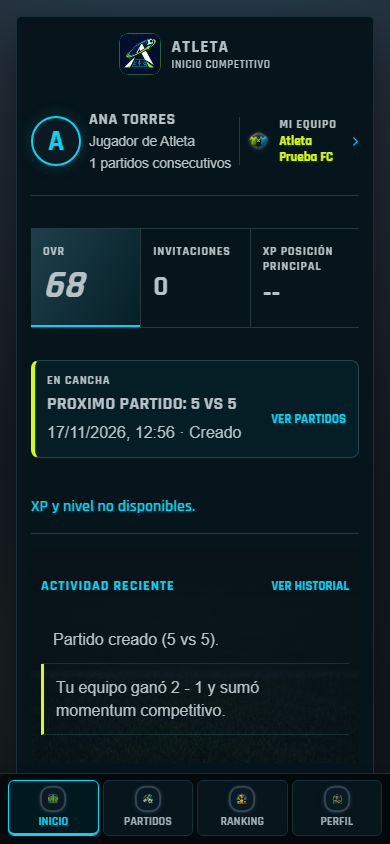 ATLETA
INICIO COMPETITIVO
ANA TORRES
Jugador de Atleta
1 partidos consecutivos
A
MI EQUIPO
Atleta
Prueba FC
OVR
68
INVITACIONES
0
XP POSICIÓN
PRINCIPAL
--
EN CANCHA
PROXIMO PARTIDO: 5 VS 5
17/11/2026, 12:56 · Creado
VER PARTIDOS
XP y nivel no disponibles.
ACTIVIDAD RECIENTE
VER HISTORIAL
Partido creado (5 vs 5).
Tu equipo ganó 2 - 1 y sumó
momentum competitivo.
INICIO
PARTIDOS
RANKING
PERFIL